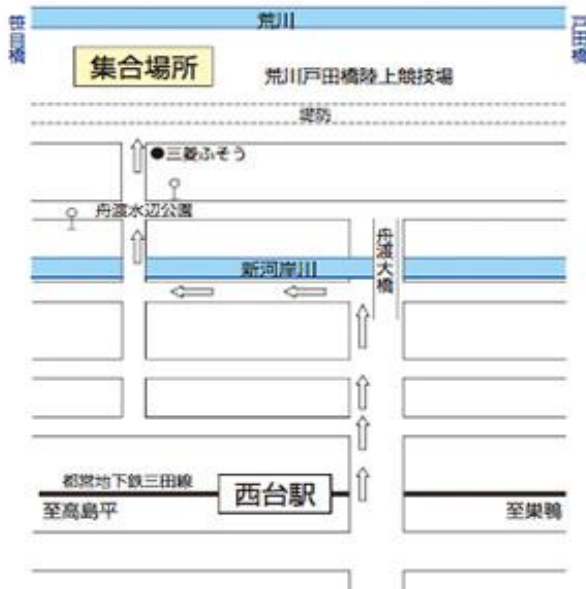 荒川
笹目橋
戸田橋
集合場所
荒川戸田橋陸上競技場
堤防
●三菱ふそう
舟渡水辺公園
舟渡大橋
新河岸川
都営地下鉄三田線
西台駅
至高島平
至巣鴨